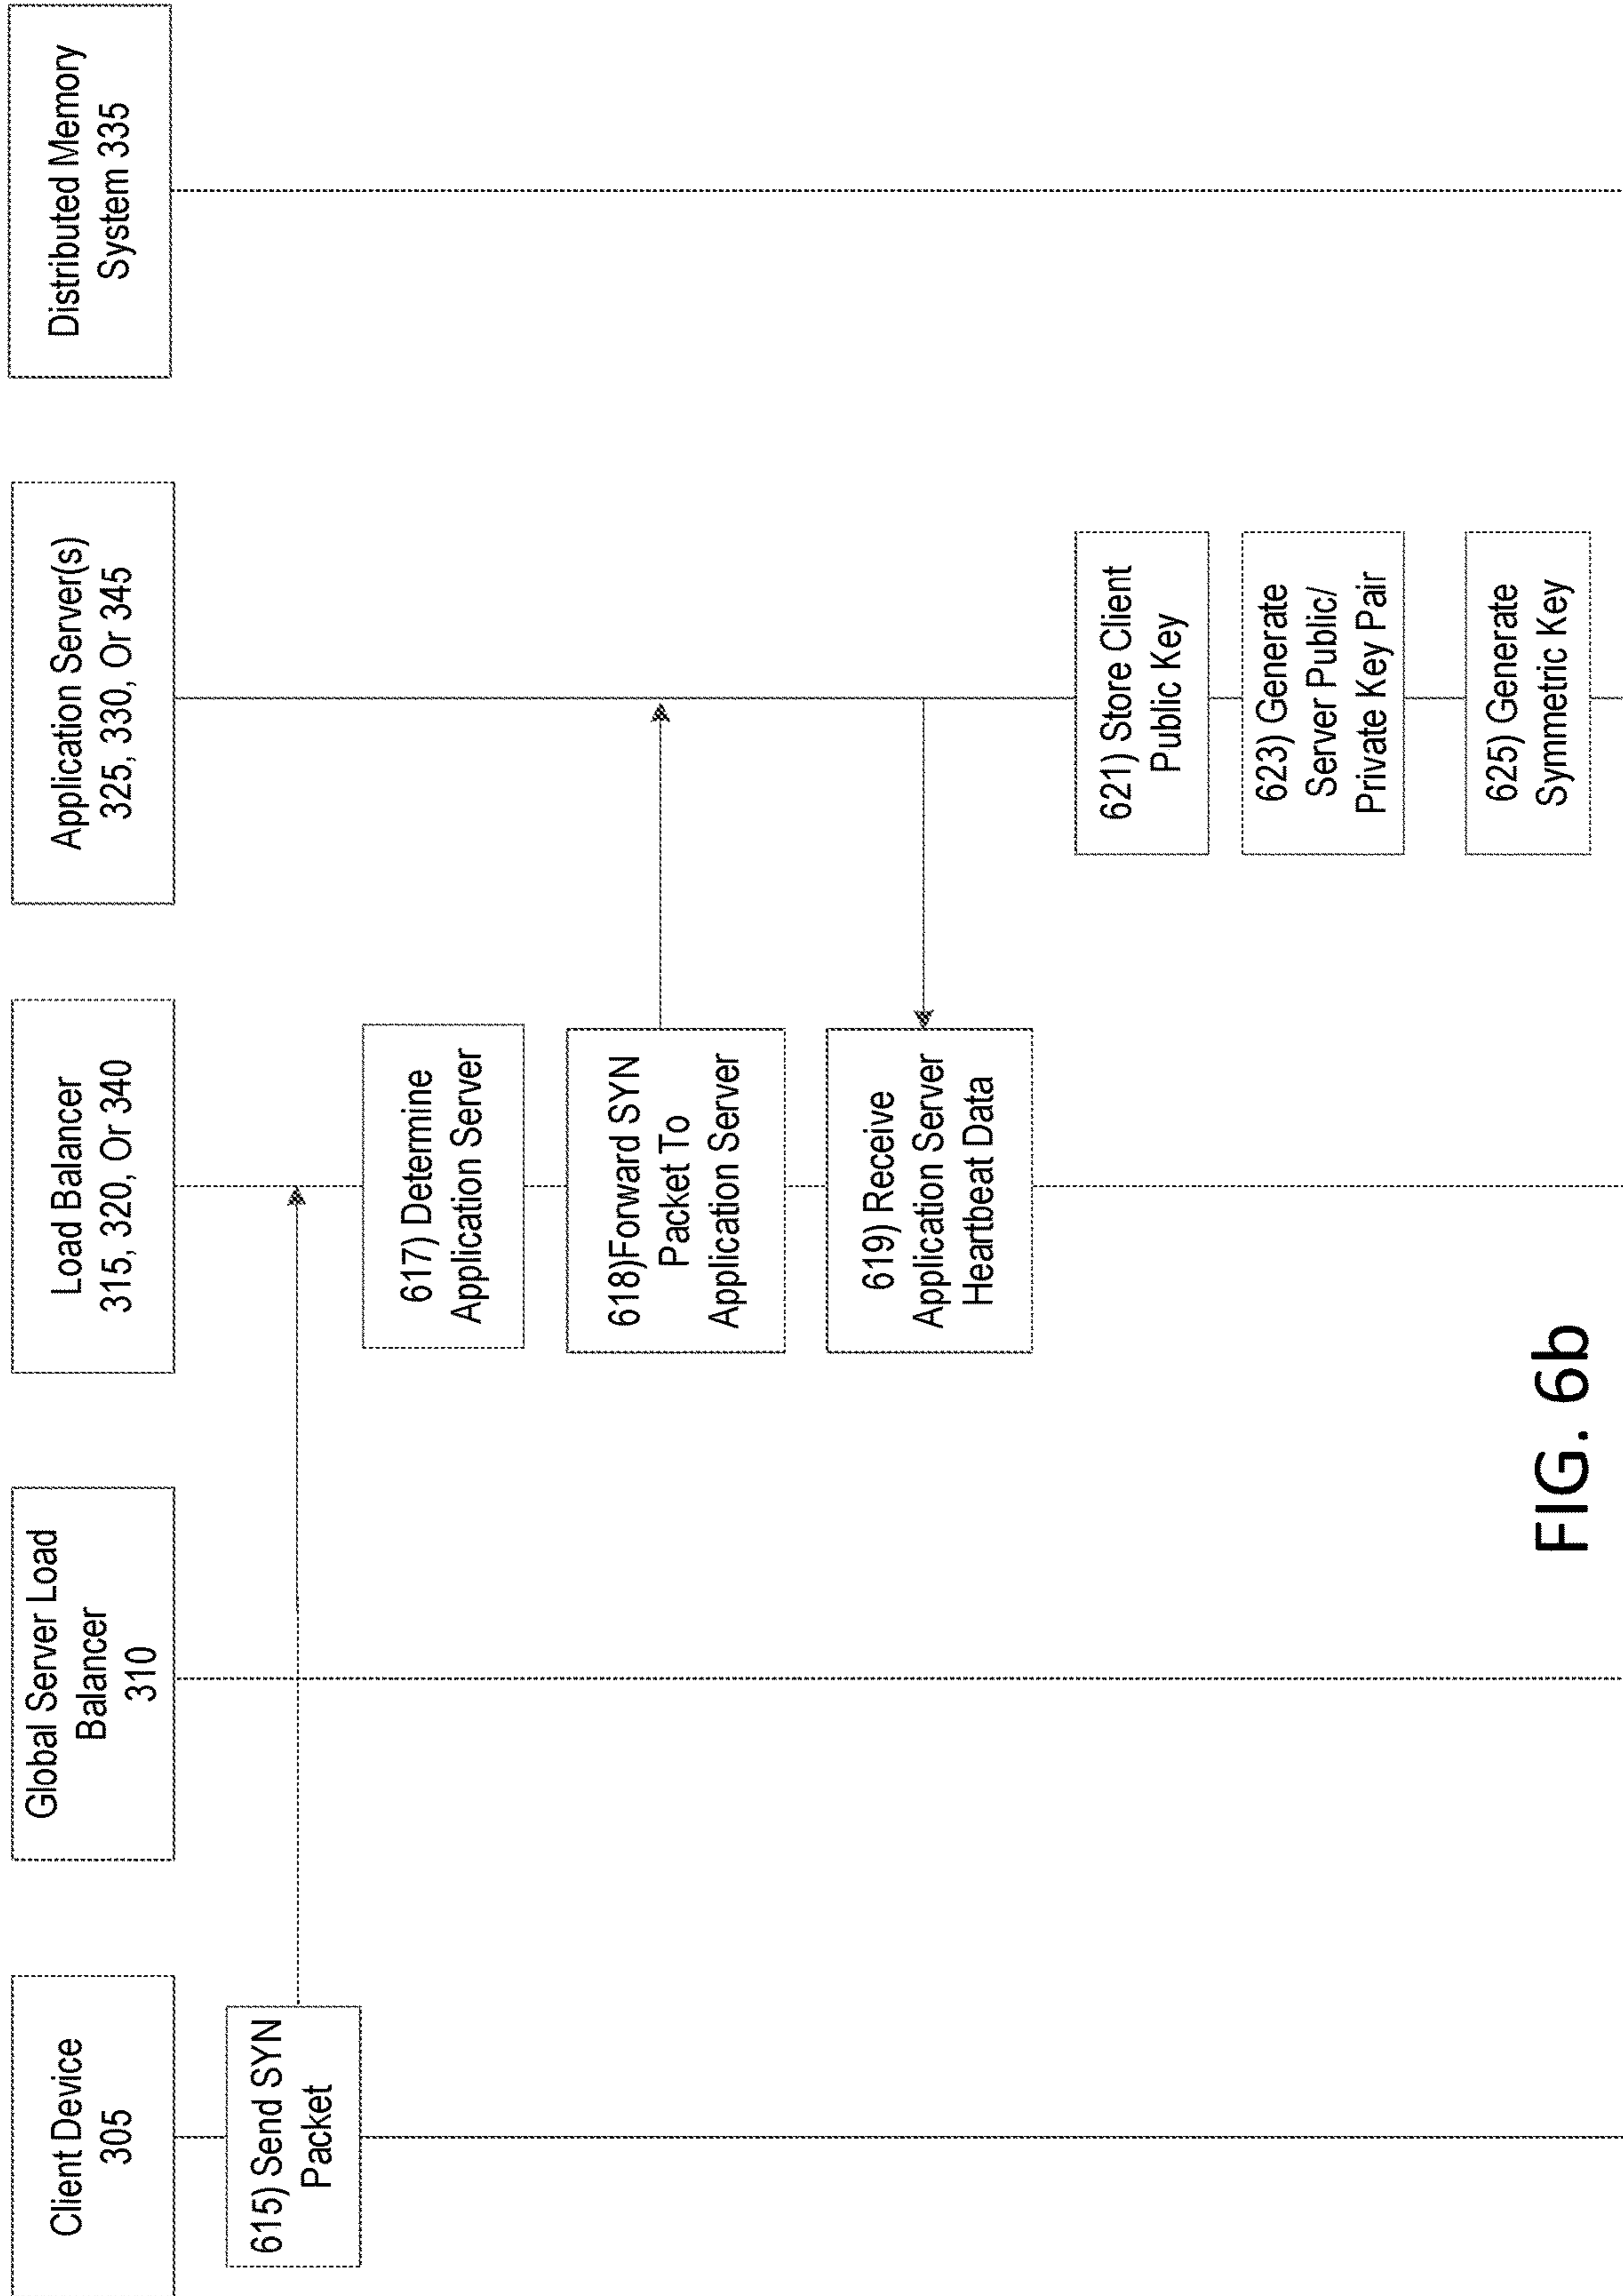 Client Device
305
Global Server Load
Balancer
310
Load Balancer
315, 320, Or 340
Application Server(s)
325, 330, Or 345
Distributed Memory
System 335
615) Send SYN
Packet
617) Determine
Application Server
618)Forward SYN
Packet To
Application Server
619) Receive
Application Server
Heartbeat Data
621) Store Client
Public Key
623) Generate
Server Public/
Private Key Pair
625) Generate
Symmetric Key
FIG. 6b